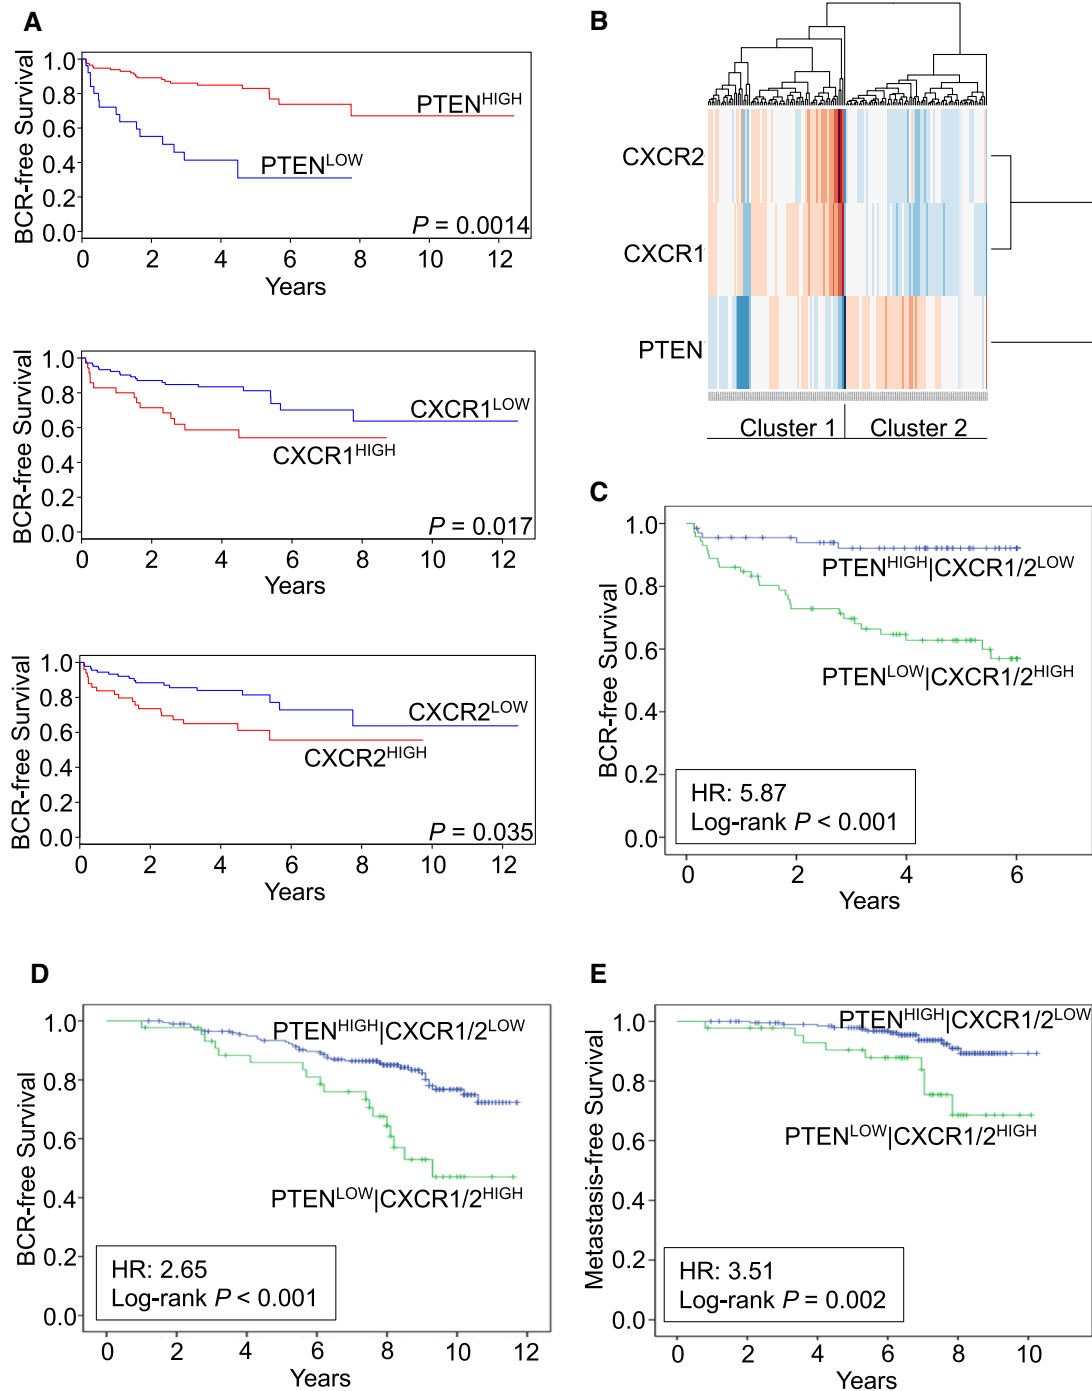 A
BCR-free Survival
1.0
0.8
0.6
0.4
0.2
0.0
PTENHIGH
PTENLOW
P = 0.0014
0 2 4 6 8 10 12
Years
BCR-free Survival
1.0
0.8
0.6
0.4
0.2
0.0
CXCR1LOW
CXCR1HIGH
P = 0.017
0 2 4 6 8 10 12
Years
BCR-free Survival
1.0
0.8
0.6
0.4
0.2
0.0
CXCR2LOW
CXCR2HIGH
P = 0.035
0 2 4 6 8 10 12
Years
B
CXCR2
CXCR1
PTEN
Cluster 1 Cluster 2
C
BCR-free Survival
1.0
0.8
0.6
0.4
0.2
0.0
PTENHIGH|CXCR1/2LOW
PTENLOW|CXCR1/2HIGH
HR: 5.87
Log-rank P < 0.001
0 2 4 6
Years
D
BCR-free Survival
1.0
0.8
0.6
0.4
0.2
0.0
PTENHIGH|CXCR1/2LOW
PTENLOW|CXCR1/2HIGH
HR: 2.65
Log-rank P < 0.001
0 2 4 6 8 10 12
Years
E
Metastasis-free Survival
1.0
0.8
0.6
0.4
0.2
0.0
PTENHIGH|CXCR1/2LOW
PTENLOW|CXCR1/2HIGH
HR: 3.51
Log-rank P = 0.002
0 2 4 6 8 10
Years